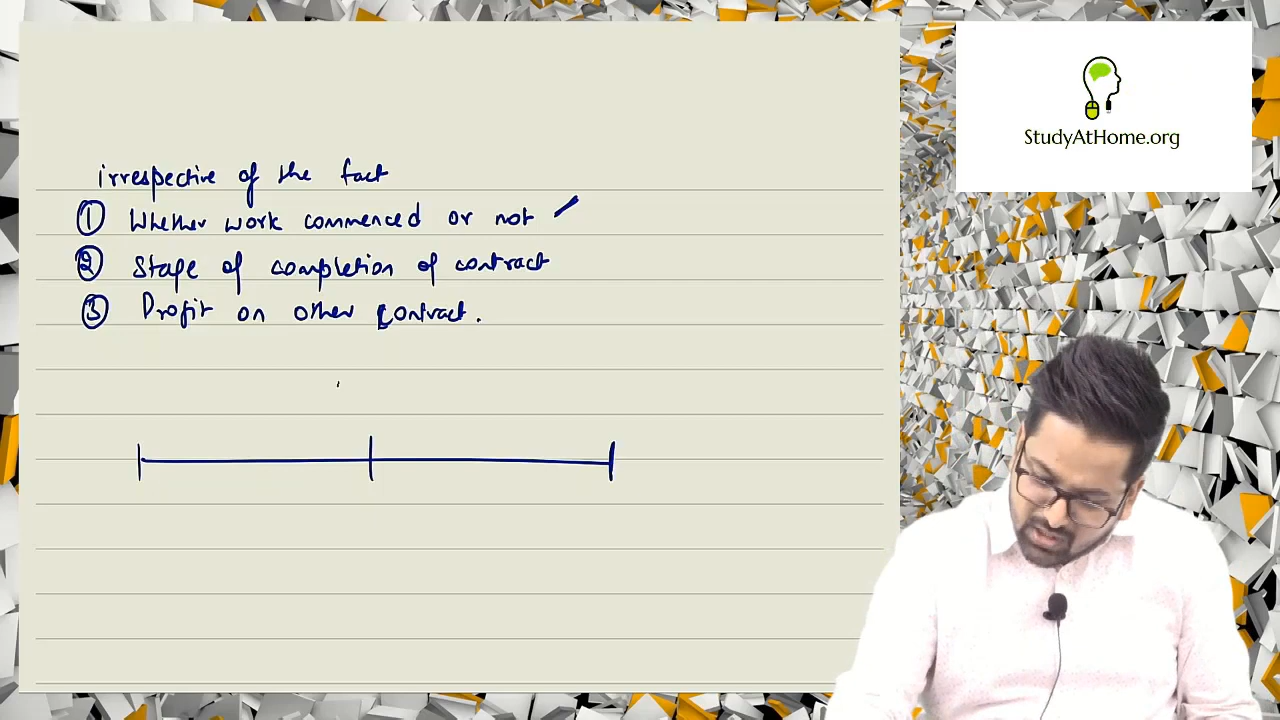 irrespective of the fact
① Whether work commenced or not
② Stage of completion of contract
③ Profit on other contract.
StudyAtHome.org